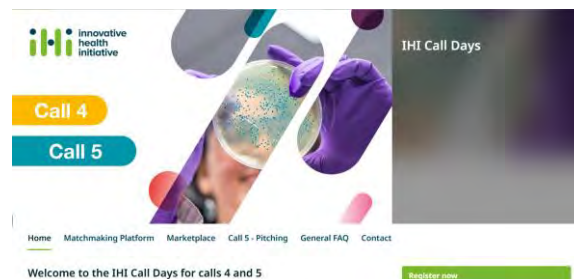 innovative
health
initiative
IHI Call Days
Call 4
Call 5
Home Matchmaking Platform Marketplace Call 5 - Pitching General FAQ Contact
Welcome to the IHI Call Days for calls 4 and 5
Register now